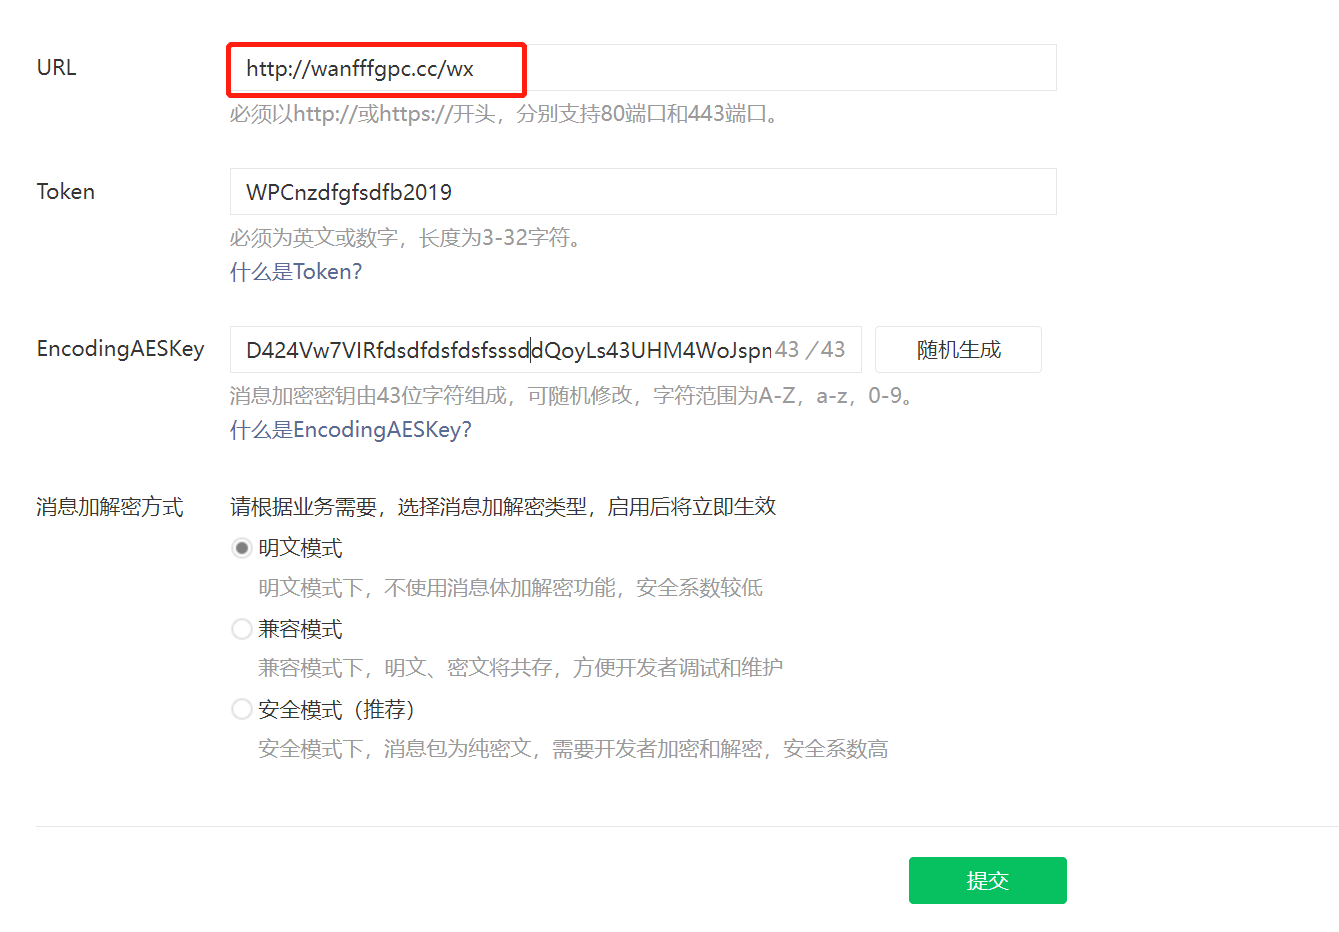 URL
http://wanfffgpc.cc/wx
必须以http://或https://开头，分别支持80端口和443端口。
Token
WPCnzdfgfsdfb2019
必须为英文或数字，长度为3-32字符。
什么是Token?
EncodingAESKey
D424Vw7VIRfdsdfdsfdsfsssddQoyLs43UHM4WoJspn
43 / 43
随机生成
消息加密密钥由43位字符组成，可随机修改，字符范围为A-Z，a-z，0-9。
什么是EncodingAESKey?
消息加解密方式
请根据业务需要，选择消息加解密类型，启用后将立即生效
明文模式
明文模式下，不使用消息体加解密功能，安全系数较低
兼容模式
兼容模式下，明文、密文将共存，方便开发者调试和维护
安全模式（推荐）
安全模式下，消息包为纯密文，需要开发者加密和解密，安全系数高
提交